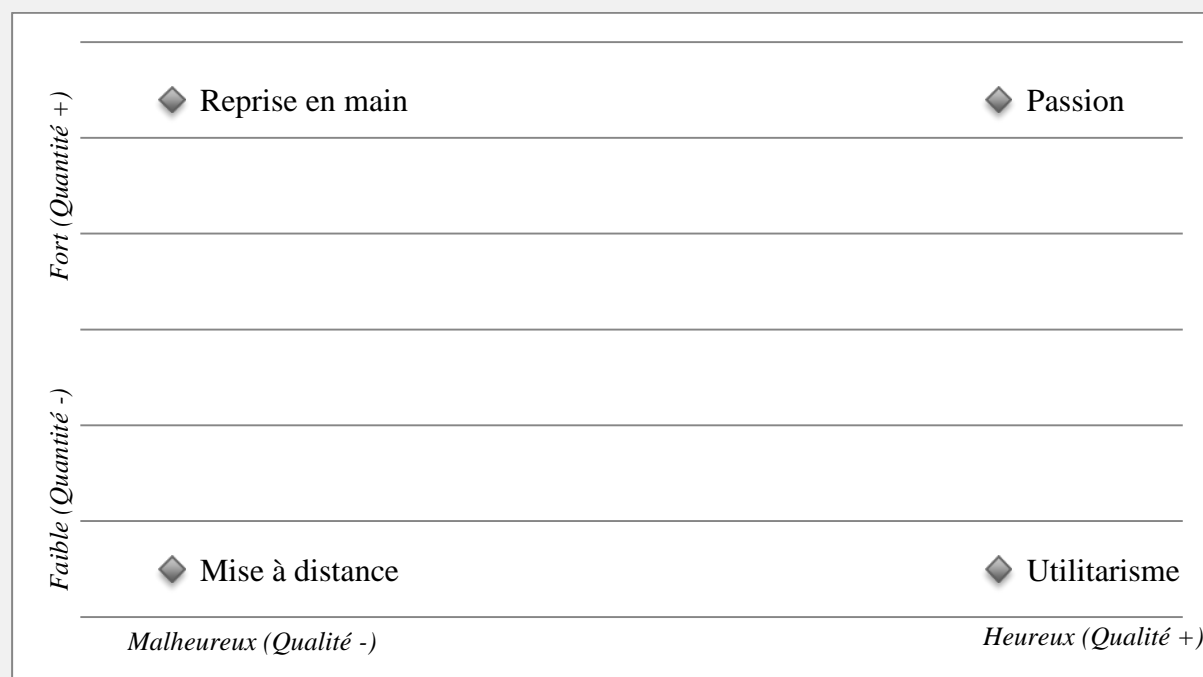 Fort (Quantité +)
Reprise en main
Passion
Faible (Quantité -)
Mise à distance
Utilitarisme
Malheureux (Qualité -)
Heureux (Qualité +)